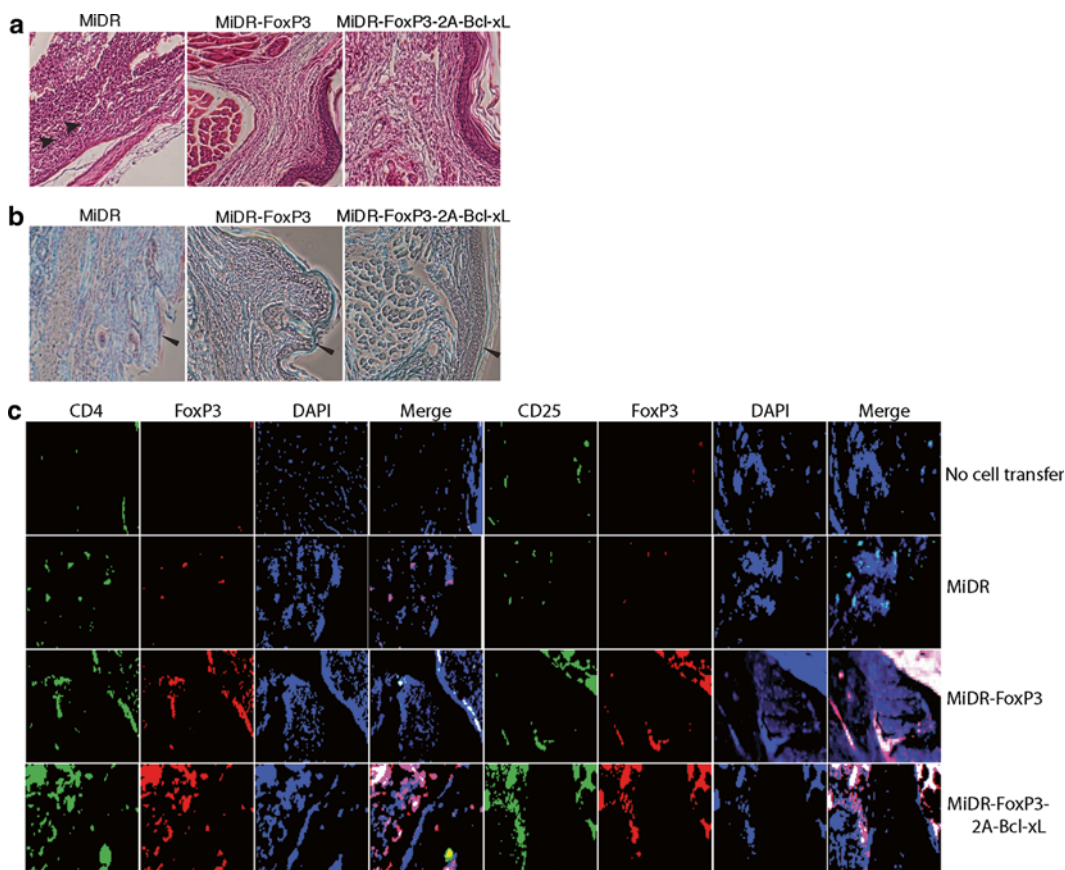 a
MiDR MiDR-FoxP3 MiDR-FoxP3-2A-Bcl-xL
b
MiDR MiDR-FoxP3 MiDR-FoxP3-2A-Bcl-xL
c
CD4 FoxP3 DAPI Merge CD25 FoxP3 DAPI Merge
No cell transfer
MiDR
MiDR-FoxP3
MiDR-FoxP3-
2A-Bcl-xL